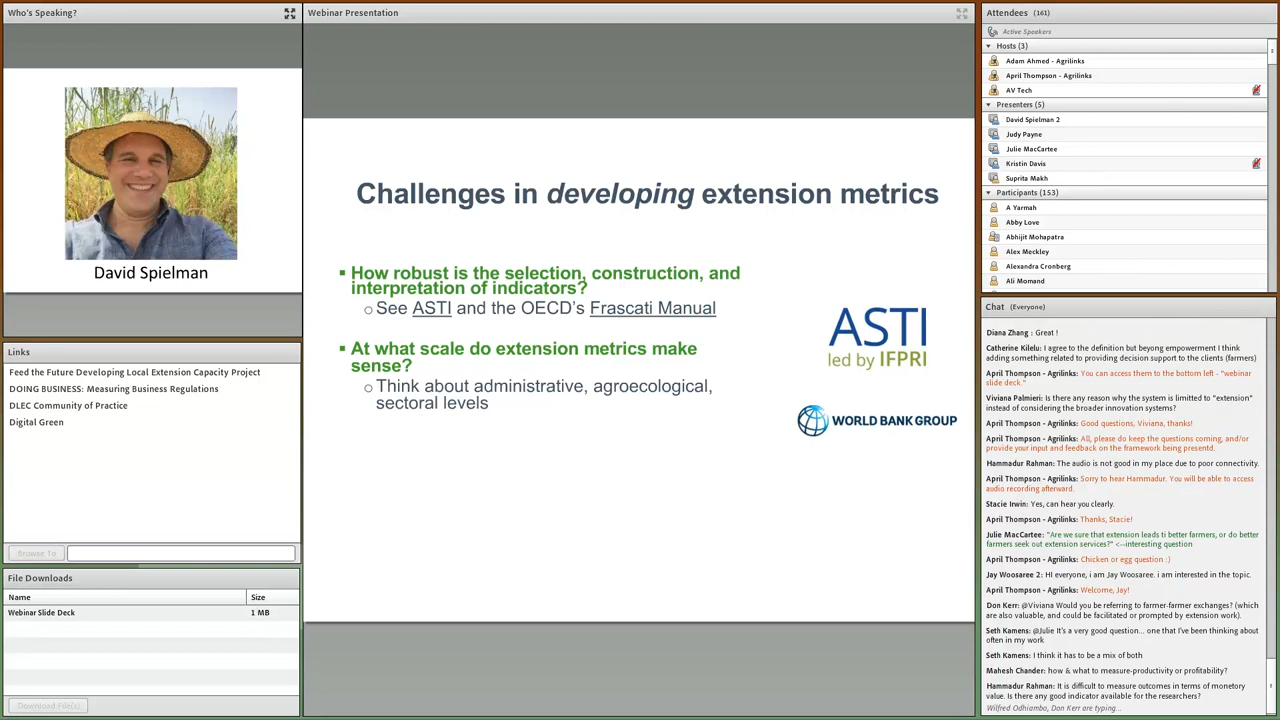 Who's Speaking?
David Spielman
Links
Feed the Future Developing Local Extension Capacity Project
DOING BUSINESS: Measuring Business Regulations
DLEC Community of Practice
Digital Green
Browse To
File Downloads
Name Size
Webinar Slide Deck 1 MB
Download File(s)
Webinar Presentation
Challenges in developing extension metrics
▪ How robust is the selection, construction, and
interpretation of indicators?
o See ASTI and the OECD's Frascati Manual
▪ At what scale do extension metrics make
sense?
o Think about administrative, agroecological,
sectoral levels
ASTI
led by IFPRI
WORLD BANK GROUP
Attendees (161)
Active Speakers
Hosts (3)
Adam Ahmed - Agrilinks
April Thompson - Agrilinks
AV Tech
Presenters (5)
David Spielman 2
Judy Payne
Julie MacCartee
Kristin Davis
Suprita Makh
Participants (153)
A Yarmah
Abby Love
Abhijit Mohapatra
Alex Meckley
Alexandra Cronberg
Ali Momand
Chat (Everyone)
Diana Zhang : Great !
Catherine Kilelu: I agree to the definition but beyong empowerment I think
adding something related to providing decision support to the clients (farmers)
April Thompson - Agrilinks: You can access them to the bottom left - "webinar
slide deck."
Viviana Palmieri: Is there any reason why the system is limitted to "extension"
instead of considering the broader innovation systems?
April Thompson - Agrilinks: Good questions, Viviana, thanks!
April Thompson - Agrilinks: All, please do keep the questions coming, and/or
provide your input and feedback on the framework being presentd.
Hammadur Rahman: The audio is not good in my place due to poor connectivity.
April Thompson - Agrilinks: Sorry to hear Hammadur. You will be able to access
audio recording afterward.
Stacie Irwin: Yes, can hear you clearly.
April Thompson - Agrilinks: Thanks, Stacie!
Julie MacCartee: "Are we sure that extension leads ti better farmers, or do better
farmers seek out extension services?" <--interesting question
April Thompson - Agrilinks: Chicken or egg question :)
Jay Woosaree 2: HI everyone, i am Jay Woosaree. i am interested in the topic.
April Thompson - Agrilinks: Welcome, Jay!
Don Kerr: @Viviana Would you be referring to farmer-farmer exchanges? (which
are also valuable, and could be facilitated or prompted by extension work).
Seth Kamens: @Julie It's a very good question... one that I've been thinking about
often in my work
Seth Kamens: I think it has to be a mix of both
Mahesh Chander: how & what to measure-productivity or profitability?
Hammadur Rahman: It is difficult to measure outcomes in terms of monetary
value. Is there any good indicator available for the researchers?
Wilfred Odhiambo, Don Kerr are typing...